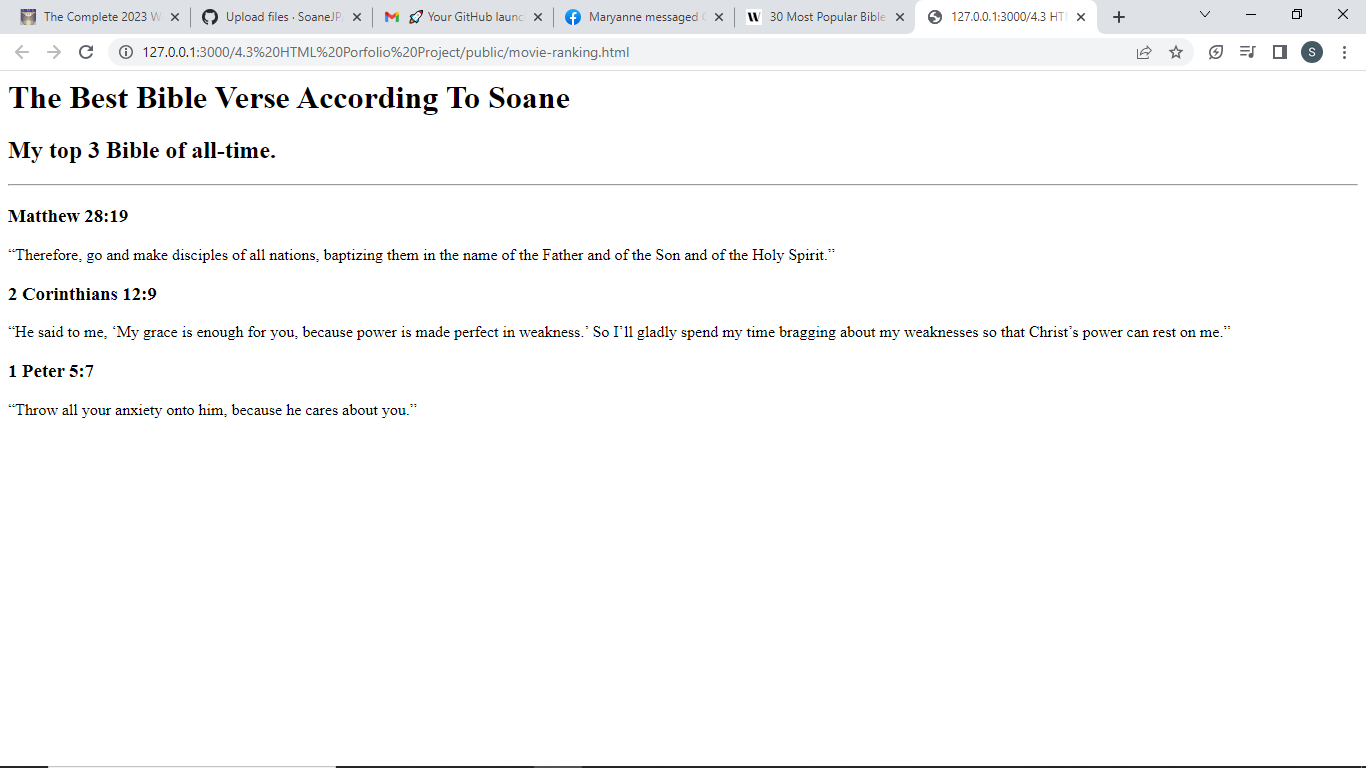 The Complete 2023 W
Upload files · SoaneJP
Your GitHub launc
Maryanne messaged
30 Most Popular Bible
127.0.0.1:3000/4.3 HT
127.0.0.1:3000/4.3%20HTML%20Porfolio%20Project/public/movie-ranking.html
S
The Best Bible Verse According To Soane
My top 3 Bible of all-time.
Matthew 28:19
“Therefore, go and make disciples of all nations, baptizing them in the name of the Father and of the Son and of the Holy Spirit.”
2 Corinthians 12:9
“He said to me, ‘My grace is enough for you, because power is made perfect in weakness.’ So I’ll gladly spend my time bragging about my weaknesses so that Christ’s power can rest on me.”
1 Peter 5:7
“Throw all your anxiety onto him, because he cares about you.”